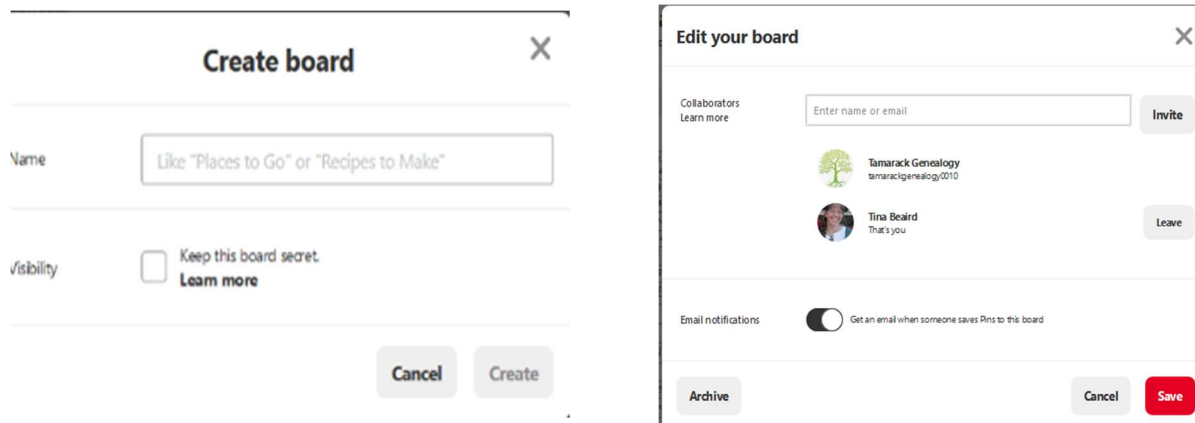 Create board
Name
Like "Places to Go" or "Recipes to Make"
Visibility
Keep this board secret.
Learn more
Cancel
Create
Edit your board
Collaborators
Learn more
Enter name or email
Invite
Tamarack Genealogy
tamarackgenealogy0010
Tina Beaird
That's you
Leave
Email notifications
Get an email when someone saves Pins to this board
Archive
Cancel
Save